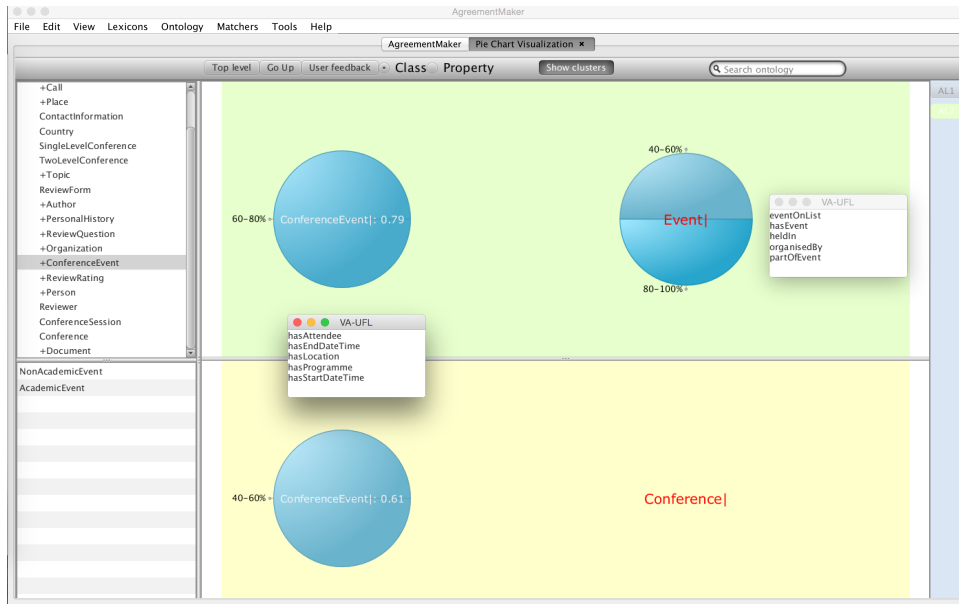 AgreementMaker
File Edit View Lexicons Ontology Matchers Tools Help
AgreementMaker Pie Chart Visualization ×
Top level Go Up User feedback Class Property Show clusters Search ontology
+Call
+Place
ContactInformation
Country
SingleLevelConference
TwoLevelConference
+Topic
ReviewForm
+Author
+PersonalHistory
+ReviewQuestion
+Organization
+ConferenceEvent
+ReviewRating
+Person
Reviewer
ConferenceSession
Conference
+Document
NonAcademicEvent
AcademicEvent
60-80%
ConferenceEvent|: 0.79
40-60%
Event|
80-100%
VA-UFL
eventOnList
hasEvent
heldIn
organisedBy
partOfEvent
VA-UFL
hasAttendee
hasEndDateTime
hasLocation
hasProgramme
hasStartDateTime
40-60%
ConferenceEvent|: 0.61
Conference|
AL1